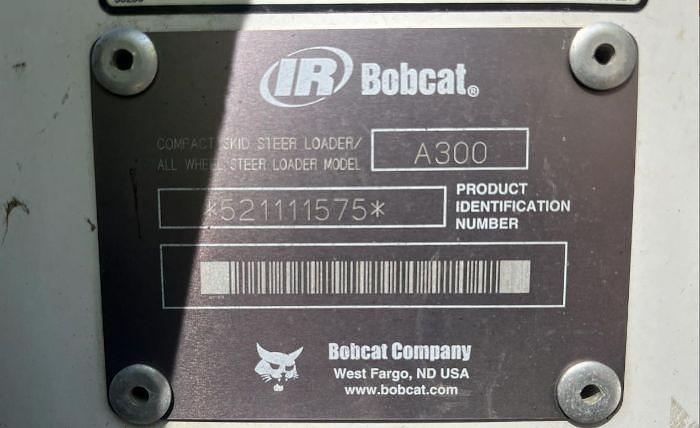 IR Bobcat®
COMPACT SKID STEER LOADER/
ALL WHEEL STEER LOADER MODEL
A300
*521111575*
PRODUCT
IDENTIFICATION
NUMBER
Bobcat Company
West Fargo, ND USA
www.bobcat.com